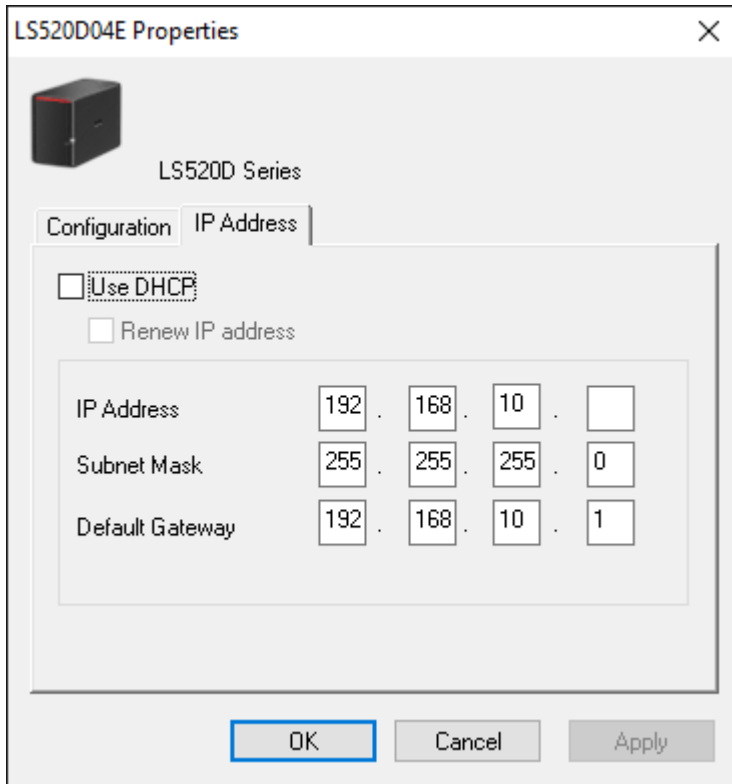 LS520D04E Properties
LS520D Series
Configuration IP Address
Use DHCP
Renew IP address
IP Address 192 . 168 . 10 .
Subnet Mask 255 . 255 . 255 . 0
Default Gateway 192 . 168 . 10 . 1
OK Cancel Apply